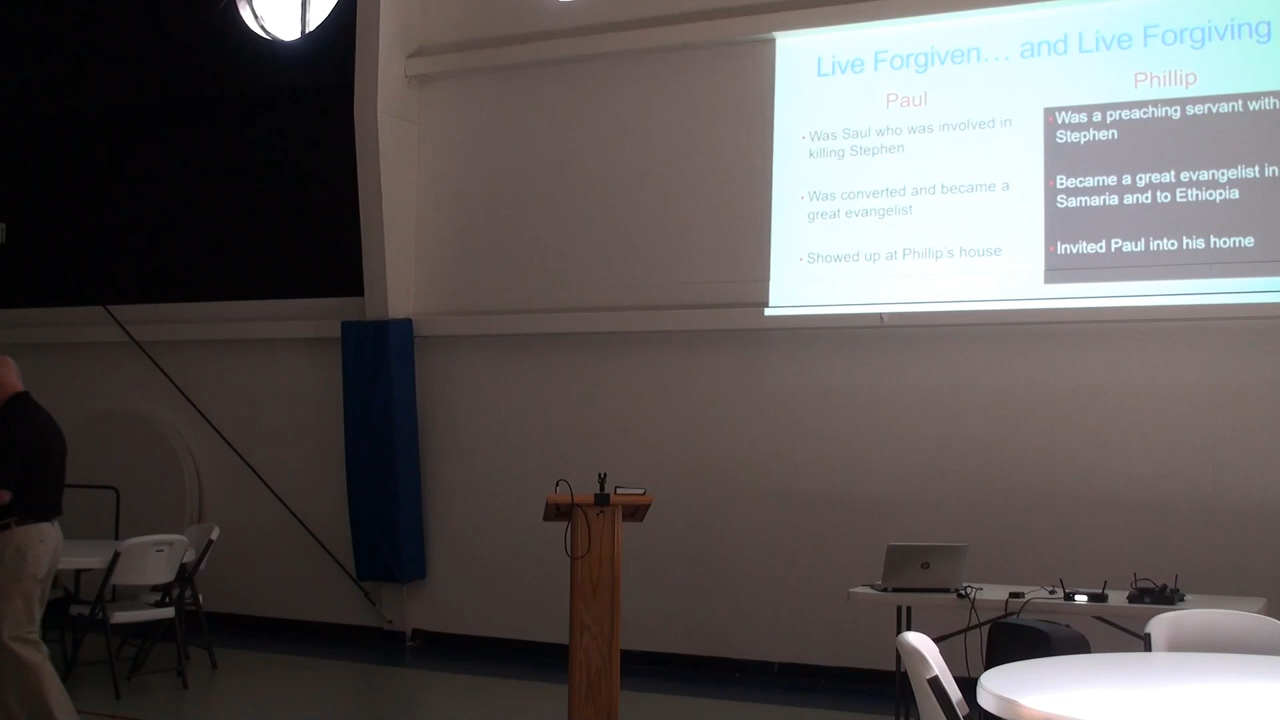 Live Forgiven... and Live Forgiving
Paul
• Was Saul who was involved in
killing Stephen
• Was converted and became a
great evangelist
• Showed up at Phillip's house
Phillip
• Was a preaching servant with
Stephen
• Became a great evangelist in
Samaria and to Ethiopia
• Invited Paul into his home
hp